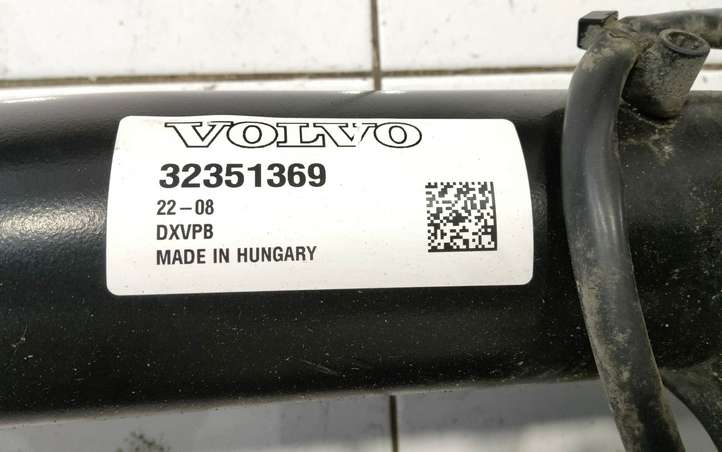 VOLVO
32351369
22-08
DXVPB
MADE IN HUNGARY